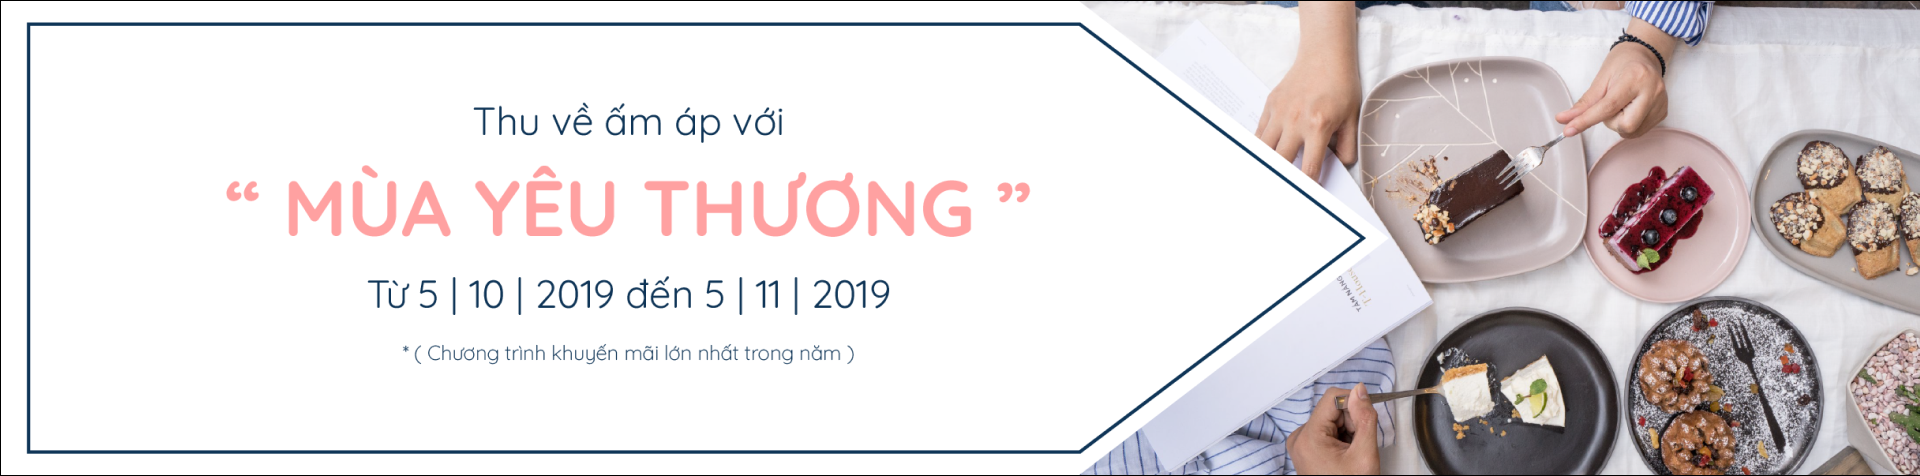 Thu về ấm áp với
“ MÙA YÊU THƯƠNG ”
Từ 5 | 10 | 2019 đến 5 | 11 | 2019
* ( Chương trình khuyến mãi lớn nhất trong năm )